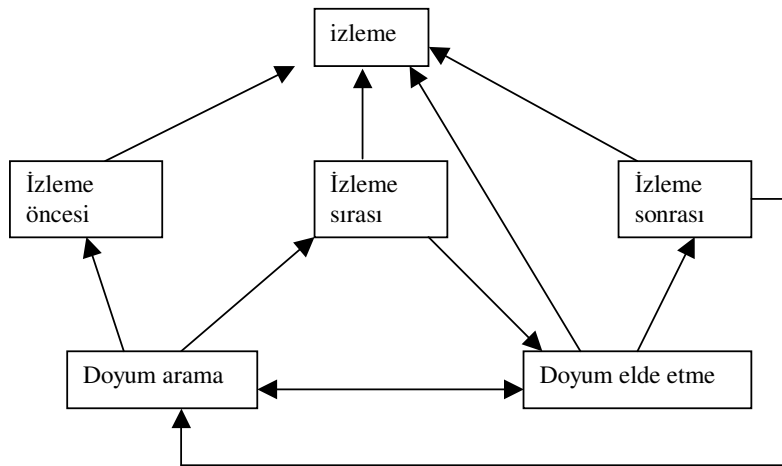 izleme
İzleme
öncesi
İzleme
sırası
İzleme
sonrası
Doyum arama
Doyum elde etme